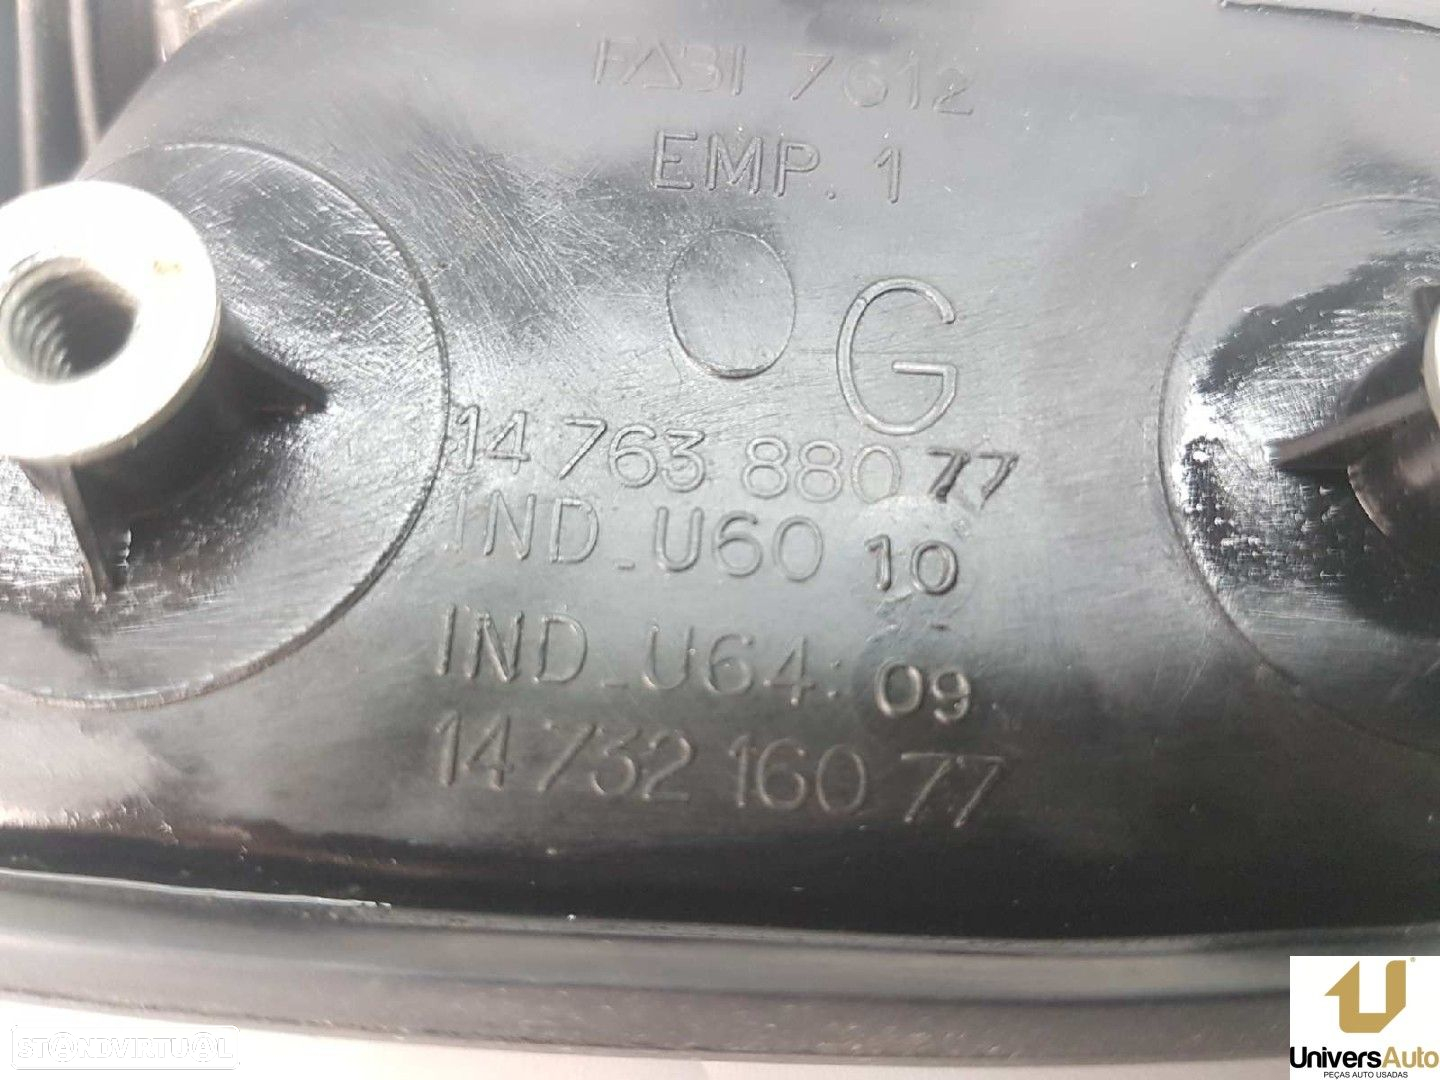 FABI 7612
EMP. 1
G
14 763 880 77
IND_U60 10
IND_U64: 09
14 732 160 77
STANDVIRTUAL
UNIVERSAUTO
PEÇAS AUTO USADAS